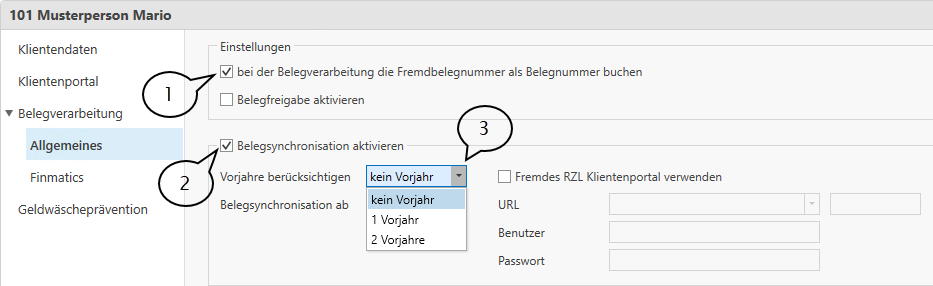 101 Musterperson Mario
Klientendaten
Klientenportal
Belegverarbeitung
Allgemeines
Finmatics
Geldwäscheprävention
Einstellungen
1
bei der Belegverarbeitung die Fremdbelegnummer als Belegnummer buchen
Belegfreigabe aktivieren
2
Belegsynchronisation aktivieren
3
Vorjahre berücksichtigen
kein Vorjahr
kein Vorjahr
1 Vorjahr
2 Vorjahre
Belegsynchronisation ab
Fremdes RZL Klientenportal verwenden
URL
Benutzer
Passwort